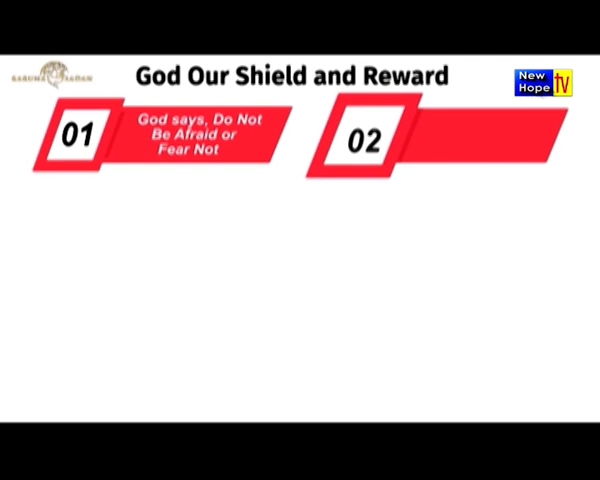 God Our Shield and Reward
New
Hope TV
01
God says, Do Not
Be Afraid or
Fear Not
02